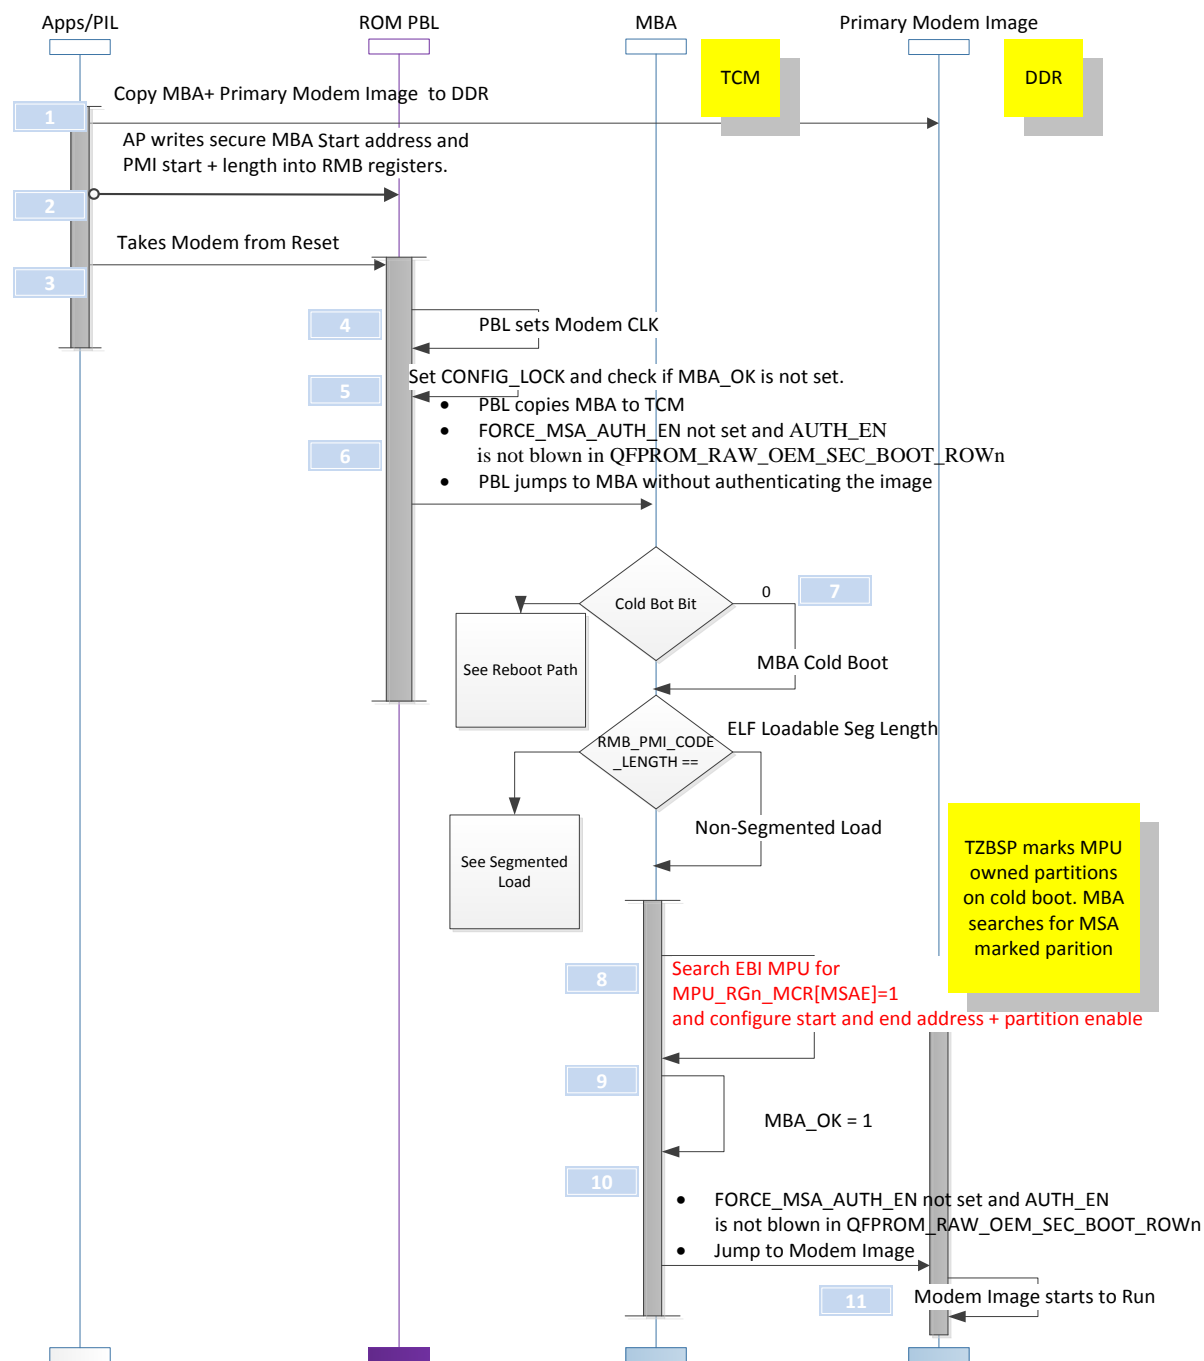 Apps/PIL
ROM PBL
MBA
Primary Modem Image
TCM
DDR
Copy MBA+ Primary Modem Image to DDR
1
AP writes secure MBA Start address and
PMI start + length into RMB registers.
2
Takes Modem from Reset
3
4
PBL sets Modem CLK
Set CONFIG_LOCK and check if MBA_OK is not set.
5
• PBL copies MBA to TCM
• FORCE_MSA_AUTH_EN not set and AUTH_EN
is not blown in QFPROM_RAW_OEM_SEC_BOOT_ROWn
6
• PBL jumps to MBA without authenticating the image
Cold Bot Bit
0
7
See Reboot Path
MBA Cold Boot
ELF Loadable Seg Length
RMB_PMI_CODE
_LENGTH ==
Non-Segmented Load
See Segmented
Load
TZBSP marks MPU
owned partitions
on cold boot. MBA
searches for MSA
marked parition
8
Search EBI MPU for
MPU_RGn_MCR[MSAE]=1
and configure start and end address + partition enable
9
MBA_OK = 1
10
• FORCE_MSA_AUTH_EN not set and AUTH_EN
is not blown in QFPROM_RAW_OEM_SEC_BOOT_ROWn
• Jump to Modem Image
11
Modem Image starts to Run